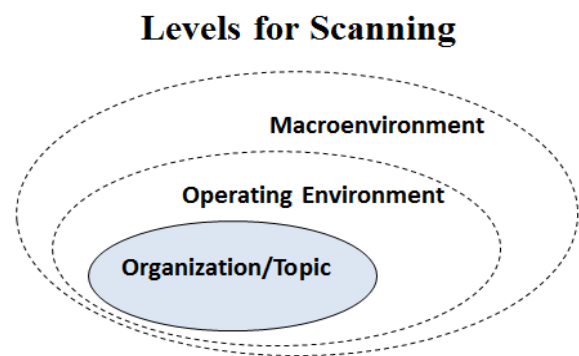 Levels for Scanning
Macroenvironment
Operating Environment
Organization/Topic